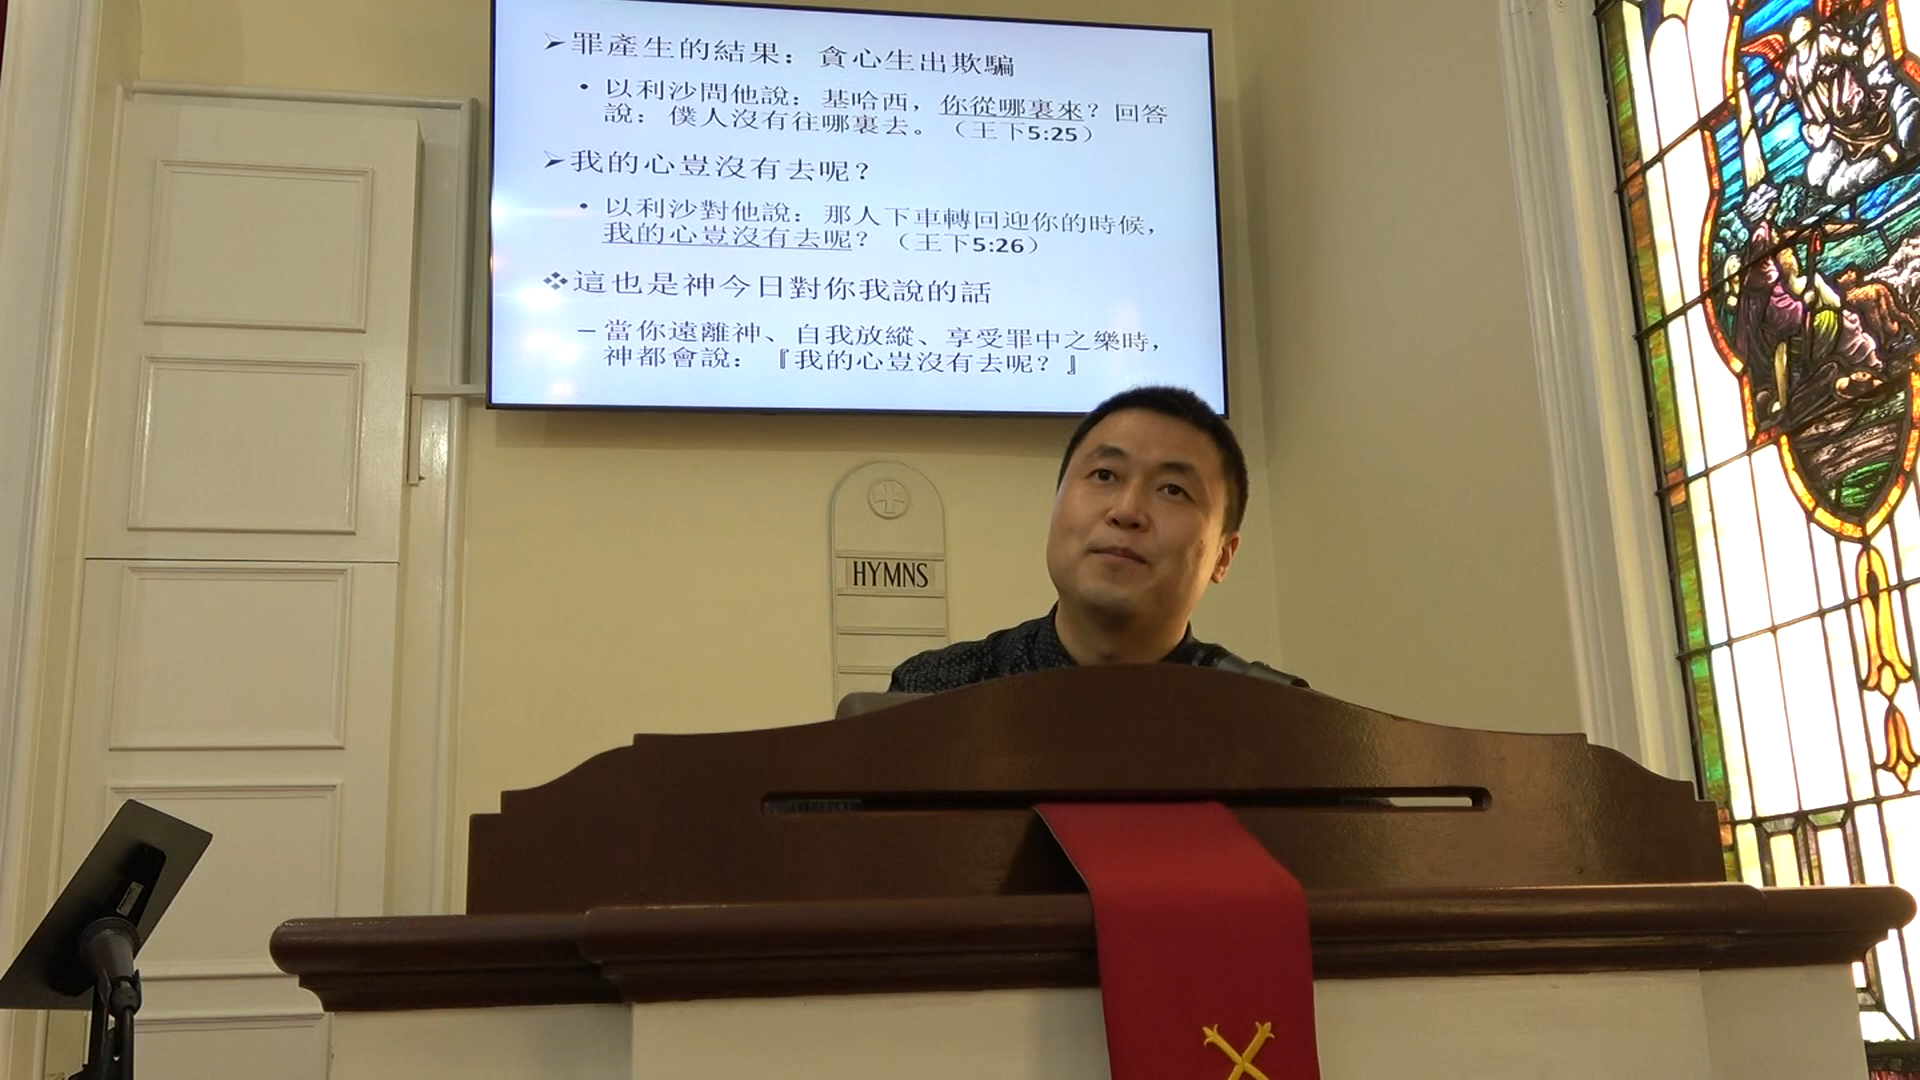 ➢罪產生的結果：貪心生出欺騙
• 以利沙問他說：基哈西，你從哪裏來？回答
說：僕人沒有往哪裏去。（王下5:25）
➢我的心豈沒有去呢？
• 以利沙對他說：那人下車轉回迎你的時候，
我的心豈沒有去呢？（王下5:26）
❖這也是神今日對你我說的話
– 當你遠離神、自我放縱、享受罪中之樂時，
神都會說：『我的心豈沒有去呢？』
HYMNS